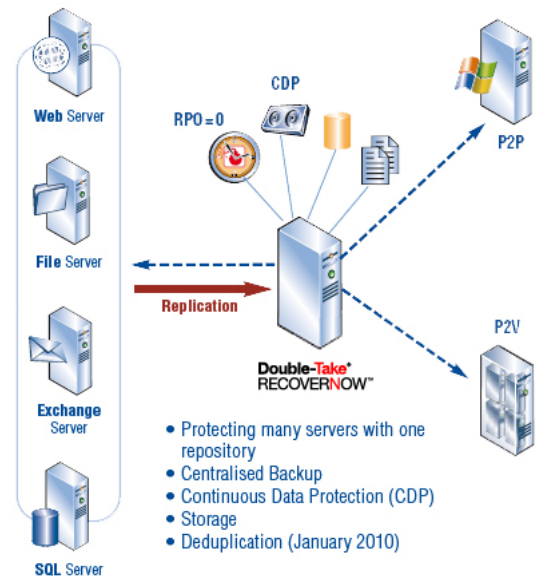 Web Server
File Server
Exchange
Server
SQL Server
RPO = 0
CDP
Replication
Double-Take*
RECOVERNOW™
P2P
P2V
• Protecting many servers with one
repository
• Centralised Backup
• Continuous Data Protection (CDP)
• Storage
• Deduplication (January 2010)